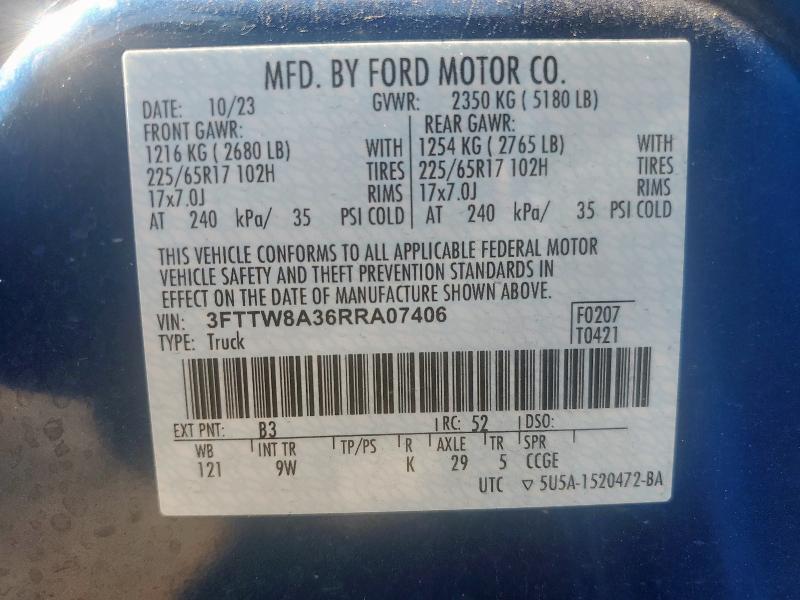 MFD. BY FORD MOTOR CO.
DATE: 10/23 GVWR: 2350 KG ( 5180 LB)
FRONT GAWR: REAR GAWR:
1216 KG ( 2680 LB) WITH 1254 KG ( 2765 LB) WITH
225/65R17 102H TIRES 225/65R17 102H TIRES
17x7.0J RIMS 17x7.0J RIMS
AT 240 kPa/ 35 PSI COLD AT 240 kPa/ 35 PSI COLD
THIS VEHICLE CONFORMS TO ALL APPLICABLE FEDERAL MOTOR
VEHICLE SAFETY AND THEFT PREVENTION STANDARDS IN
EFFECT ON THE DATE OF MANUFACTURE SHOWN ABOVE.
VIN: 3FTTW8A36RRA07406 F0207
TYPE: Truck T0421
EXT PNT: B3 RC: 52 DSO:
WB INT TR TP/PS R AXLE TR SPR
121 9W K 29 5 CCGE
UTC ▽ 5U5A-1520472-BA